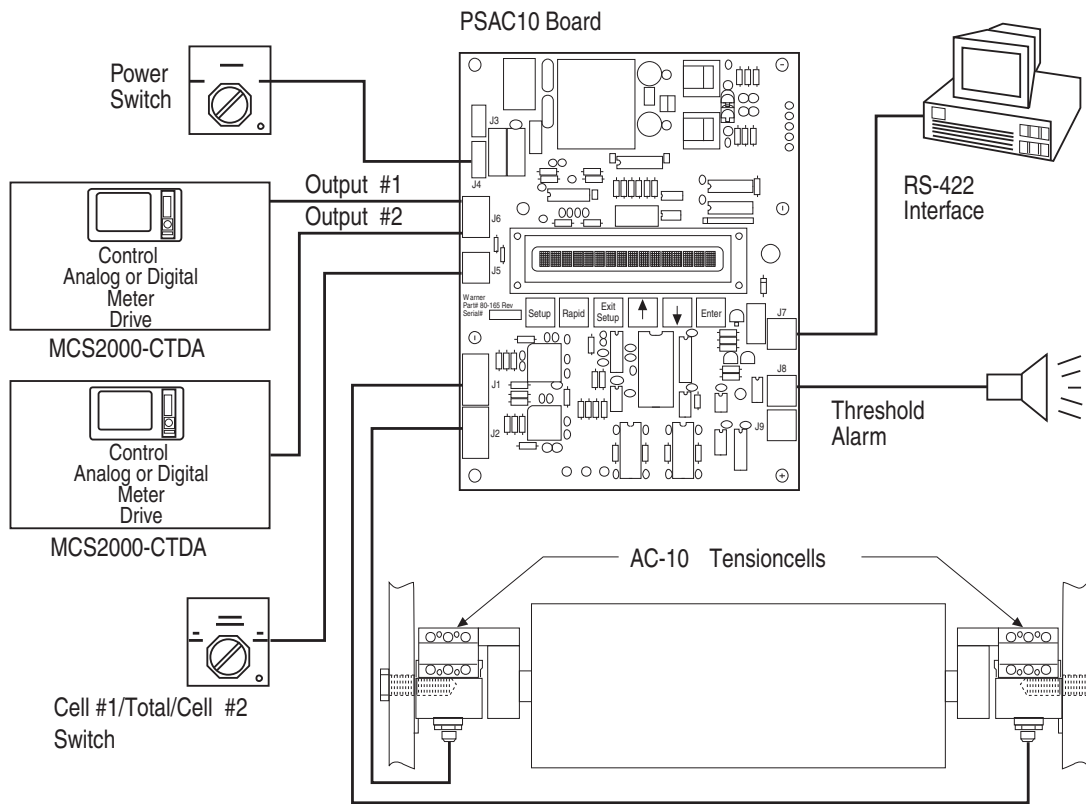 PSAC10 Board
Power
Switch
J3
J4
Output #1
Output #2
J6
J5
RS-422
Interface
Control
Analog or Digital
Meter
Drive
MCS2000-CTDA
Warner
Part# 80-165 Rev
Serial#
Setup
Rapid
Exit
Setup
Enter
J7
J1
J2
J8
J9
Threshold
Alarm
Control
Analog or Digital
Meter
Drive
MCS2000-CTDA
AC-10 Tensioncells
Cell #1/Total/Cell #2
Switch